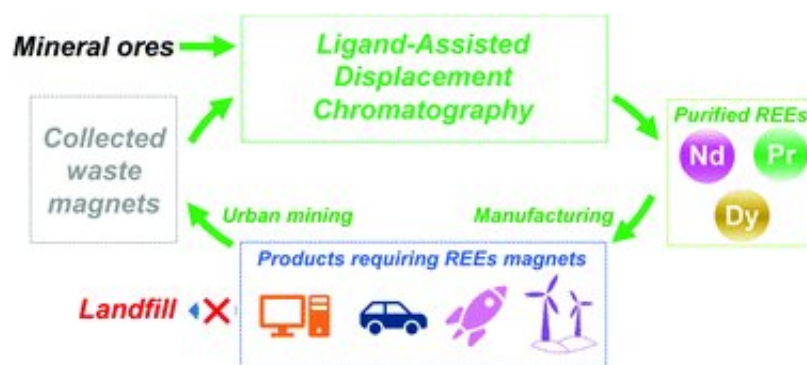 Mineral ores
Ligand-Assisted
Displacement
Chromatography
Collected
waste
magnets
Purified REEs
Nd
Pr
Dy
Urban mining
Manufacturing
Products requiring REEs magnets
Landfill